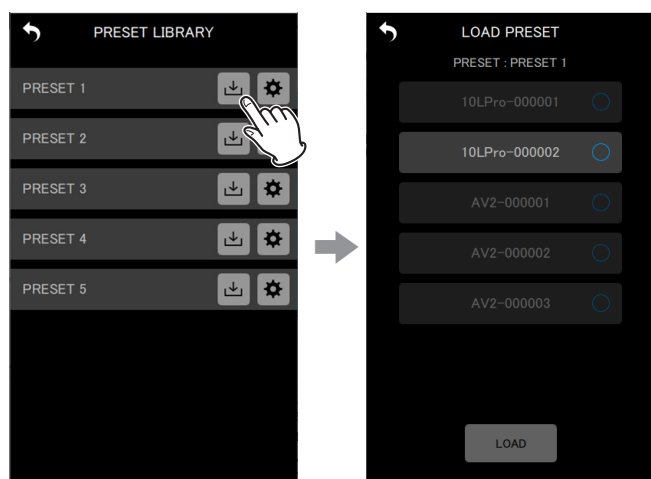 PRESET LIBRARY
PRESET 1
PRESET 2
PRESET 3
PRESET 4
PRESET 5
LOAD PRESET
PRESET : PRESET 1
10LPro-000001
10LPro-000002
AV2-000001
AV2-000002
AV2-000003
LOAD